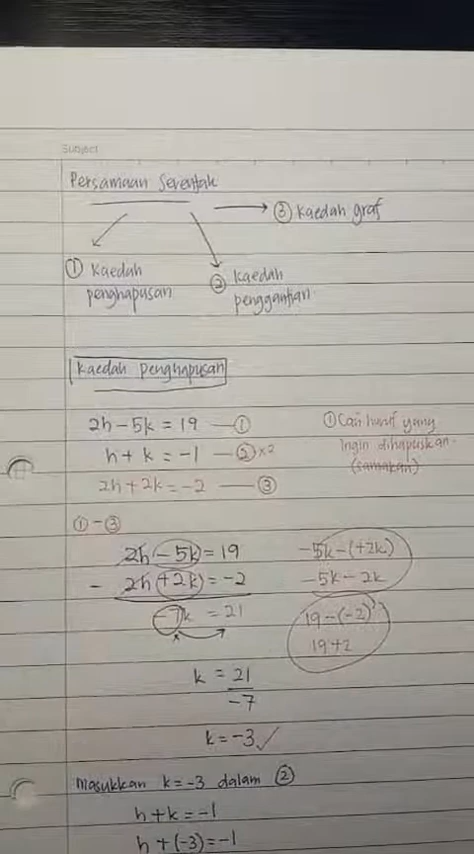 Subject
Persamaan Serentak
③ Kaedah graf
① Kaedah penghapusan
② Kaedah penggantian
Kaedah Penghapusan
2h - 5k = 19 — ①
h + k = -1 — ② ×2
2h + 2k = -2 — ③
① Cari huruf yang
ingin dihapuskan
(samakan)
① - ③
2h - 5k = 19
- 2h + 2k = -2
-7k = 21
-5k - (+2k)
-5k - 2k
19 - (-2)
19 + 2
k = 21
-7
k = -3 ✓
Masukkan k = -3 dalam ②
h + k = -1
h + (-3) = -1